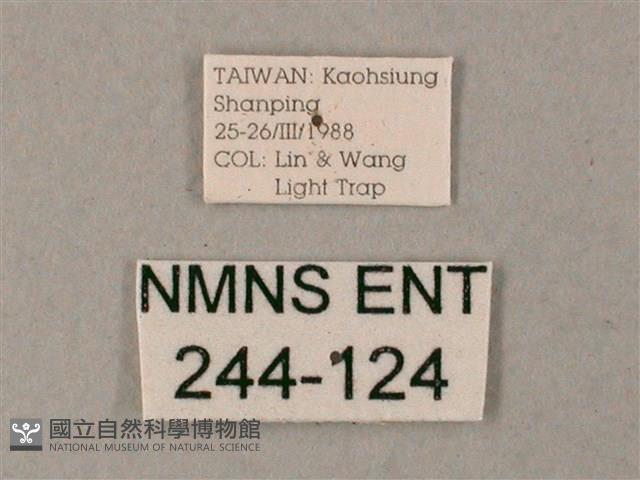 TAIWAN: Kaohsiung
Shanping
25-26/III/1988
COL: Lin & Wang
Light Trap
NMNS ENT
244-124
國立自然科學博物館
NATIONAL MUSEUM OF NATURAL SCIENCE